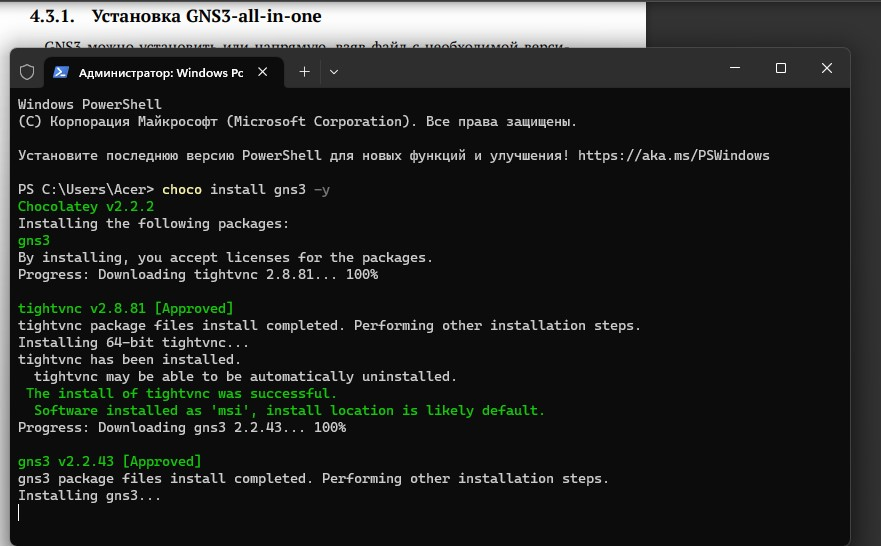 4.3.1. Установка GNS3-all-in-one
GNS3 можно установить или напрямую, взяв файл с необходимой верси-
Администратор: Windows Pc
Windows PowerShell
(C) Корпорация Майкрософт (Microsoft Corporation). Все права защищены.
Установите последнюю версию PowerShell для новых функций и улучшения! https://aka.ms/PSWindows
PS C:\Users\Acer> choco install gns3 -y
Chocolatey v2.2.2
Installing the following packages:
gns3
By installing, you accept licenses for the packages.
Progress: Downloading tightvnc 2.8.81... 100%
tightvnc v2.8.81 [Approved]
tightvnc package files install completed. Performing other installation steps.
Installing 64-bit tightvnc...
tightvnc has been installed.
tightvnc may be able to be automatically uninstalled.
The install of tightvnc was successful.
Software installed as 'msi', install location is likely default.
Progress: Downloading gns3 2.2.43... 100%
gns3 v2.2.43 [Approved]
gns3 package files install completed. Performing other installation steps.
Installing gns3...